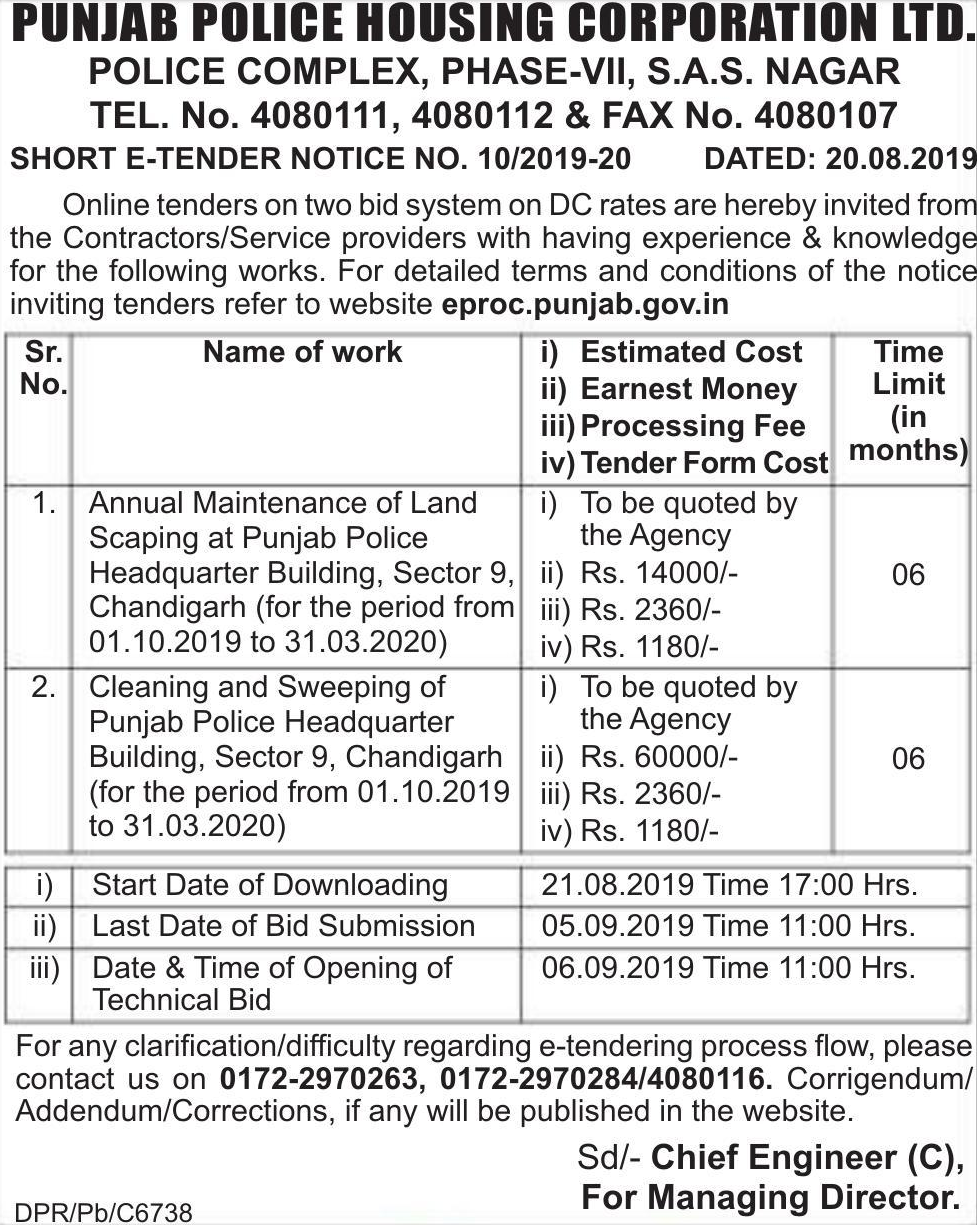 PUNJAB POLICE HOUSING CORPORATION LTD.
POLICE COMPLEX, PHASE-VII, S.A.S. NAGAR
TEL. No. 4080111, 4080112 & FAX No. 4080107
SHORT E-TENDER NOTICE NO. 10/2019-20 DATED: 20.08.2019
Online tenders on two bid system on DC rates are hereby invited from
the Contractors/Service providers with having experience & knowledge
for the following works. For detailed terms and conditions of the notice
inviting tenders refer to website eproc.punjab.gov.in
Sr.
No.
Name of work
i) Estimated Cost
ii) Earnest Money
iii) Processing Fee
iv) Tender Form Cost
Time
Limit
(in
months)
1.
Annual Maintenance of Land
Scaping at Punjab Police
Headquarter Building, Sector 9,
Chandigarh (for the period from
01.10.2019 to 31.03.2020)
i) To be quoted by
the Agency
ii) Rs. 14000/-
iii) Rs. 2360/-
iv) Rs. 1180/-
06
2.
Cleaning and Sweeping of
Punjab Police Headquarter
Building, Sector 9, Chandigarh
(for the period from 01.10.2019
to 31.03.2020)
i) To be quoted by
the Agency
ii) Rs. 60000/-
iii) Rs. 2360/-
iv) Rs. 1180/-
06
i) Start Date of Downloading 21.08.2019 Time 17:00 Hrs.
ii) Last Date of Bid Submission 05.09.2019 Time 11:00 Hrs.
iii) Date & Time of Opening of 06.09.2019 Time 11:00 Hrs.
Technical Bid
For any clarification/difficulty regarding e-tendering process flow, please
contact us on 0172-2970263, 0172-2970284/4080116. Corrigendum/
Addendum/Corrections, if any will be published in the website.
Sd/- Chief Engineer (C),
For Managing Director.
DPR/Pb/C6738